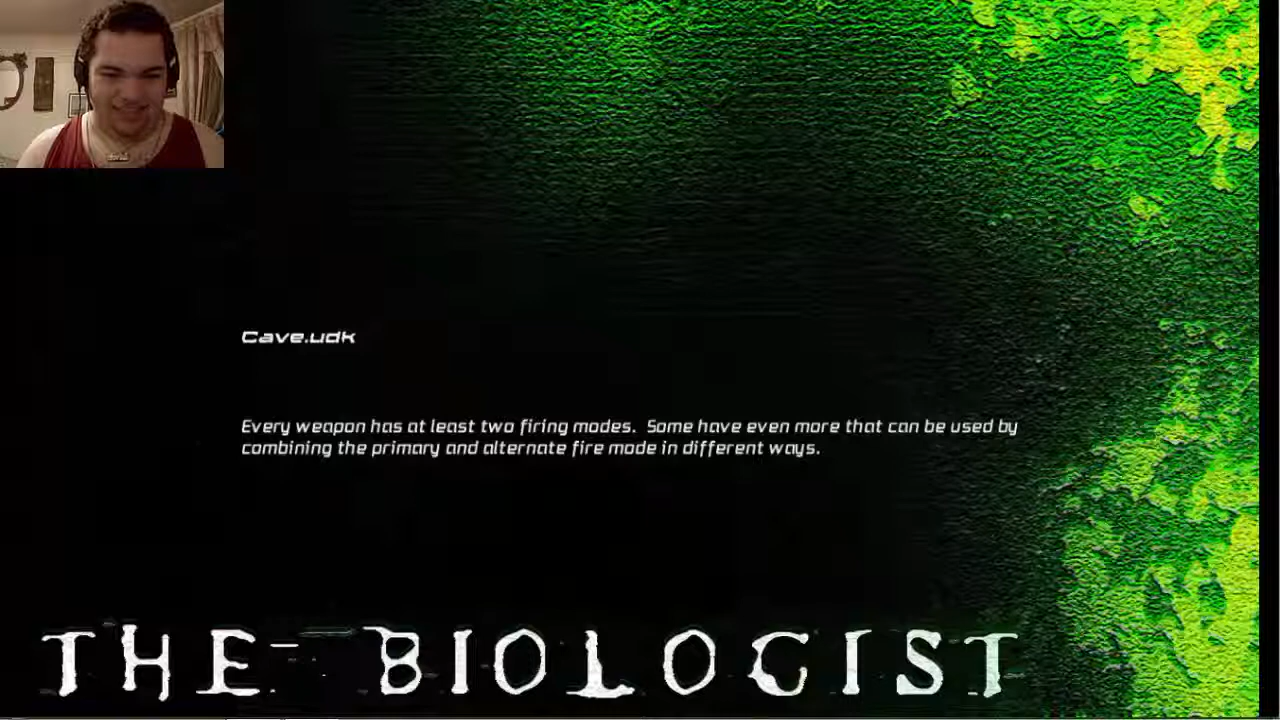 Cave.udk
Every weapon has at least two firing modes.  Some have even more that can be used by
combining the primary and alternate fire mode in different ways.
THE BIOLOGIST